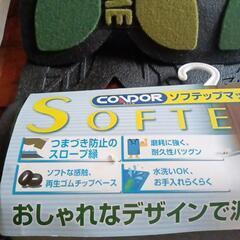 CONDOR ソフテップマッ
SOFTE
つまづき防止の
スロープ縁
磨耗に強く、
耐久性バツグン
ソフトな感触、
再生ゴムチップベース
水洗いOK、
お手入れらくらく
おしゃれなデザインで